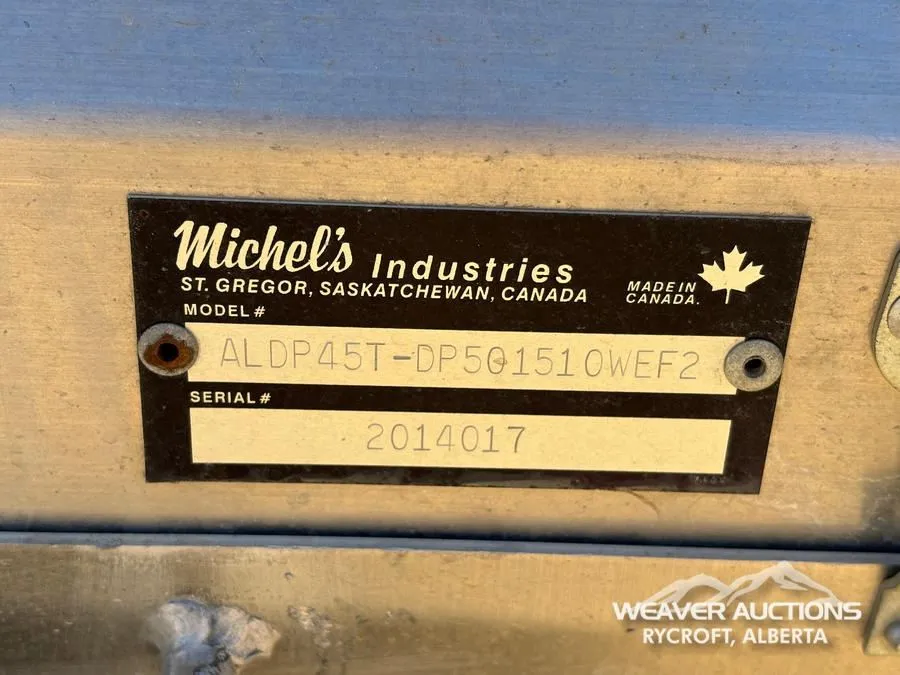 Michel's Industries
ST. GREGOR, SASKATCHEWAN, CANADA
MADE IN
CANADA.
MODEL #
ALDP45T-DP501510WEF2
SERIAL #
2014017
WEAVER AUCTIONS
RYCROFT, ALBERTA